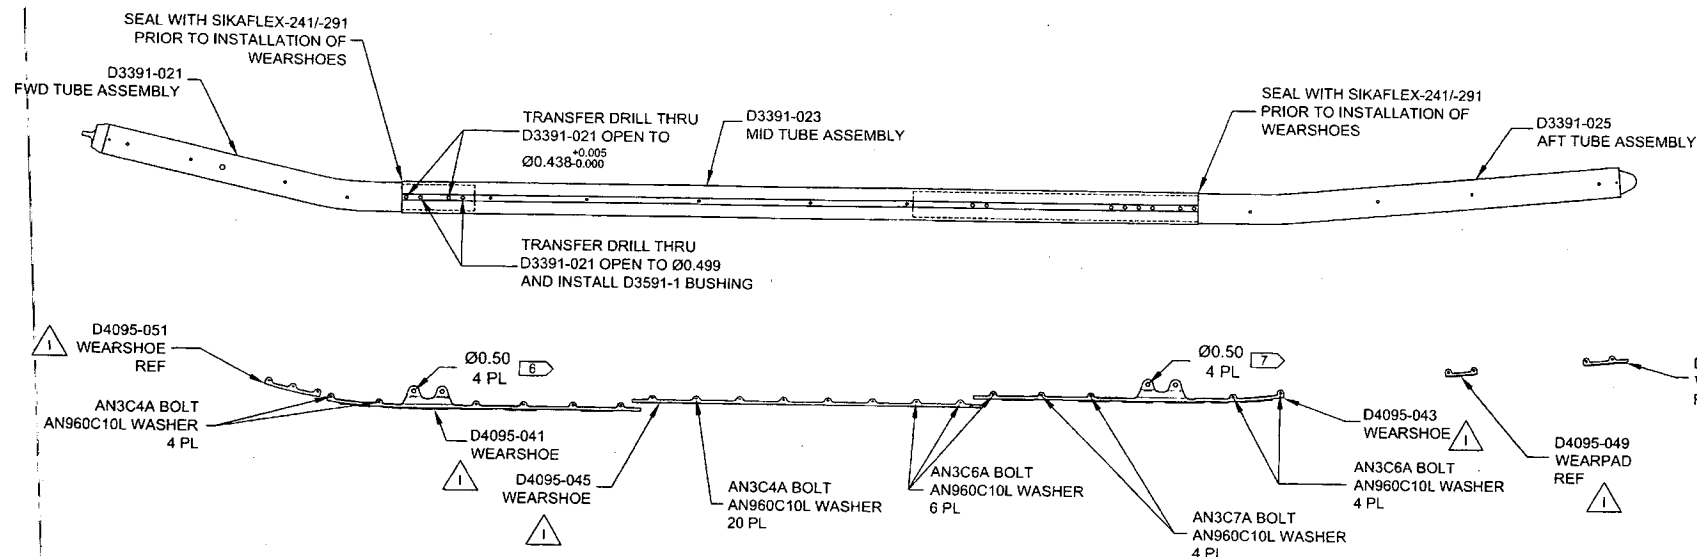 SEAL WITH SIKAFLEX-241/-291
PRIOR TO INSTALLATION OF
WEARSHOES
D3391-021
FWD TUBE ASSEMBLY
TRANSFER DRILL THRU
D3391-021 OPEN TO
Ø0.438 +0.005 -0.000
D3391-023
MID TUBE ASSEMBLY
SEAL WITH SIKAFLEX-241/-291
PRIOR TO INSTALLATION OF
WEARSHOES
D3391-025
AFT TUBE ASSEMBLY
TRANSFER DRILL THRU
D3391-021 OPEN TO Ø0.499
AND INSTALL D3591-1 BUSHING
1
D4095-051
WEARSHOE
REF
Ø0.50
4 PL
6
Ø0.50
4 PL
7
AN3C4A BOLT
AN960C10L WASHER
4 PL
D4095-041
WEARSHOE
1
D4095-045
WEARSHOE
1
AN3C4A BOLT
AN960C10L WASHER
20 PL
AN3C6A BOLT
AN960C10L WASHER
6 PL
AN3C7A BOLT
AN960C10L WASHER
4 PL
D4095-043
WEARSHOE
1
AN3C6A BOLT
AN960C10L WASHER
4 PL
D4095-049
WEARPAD
REF
1